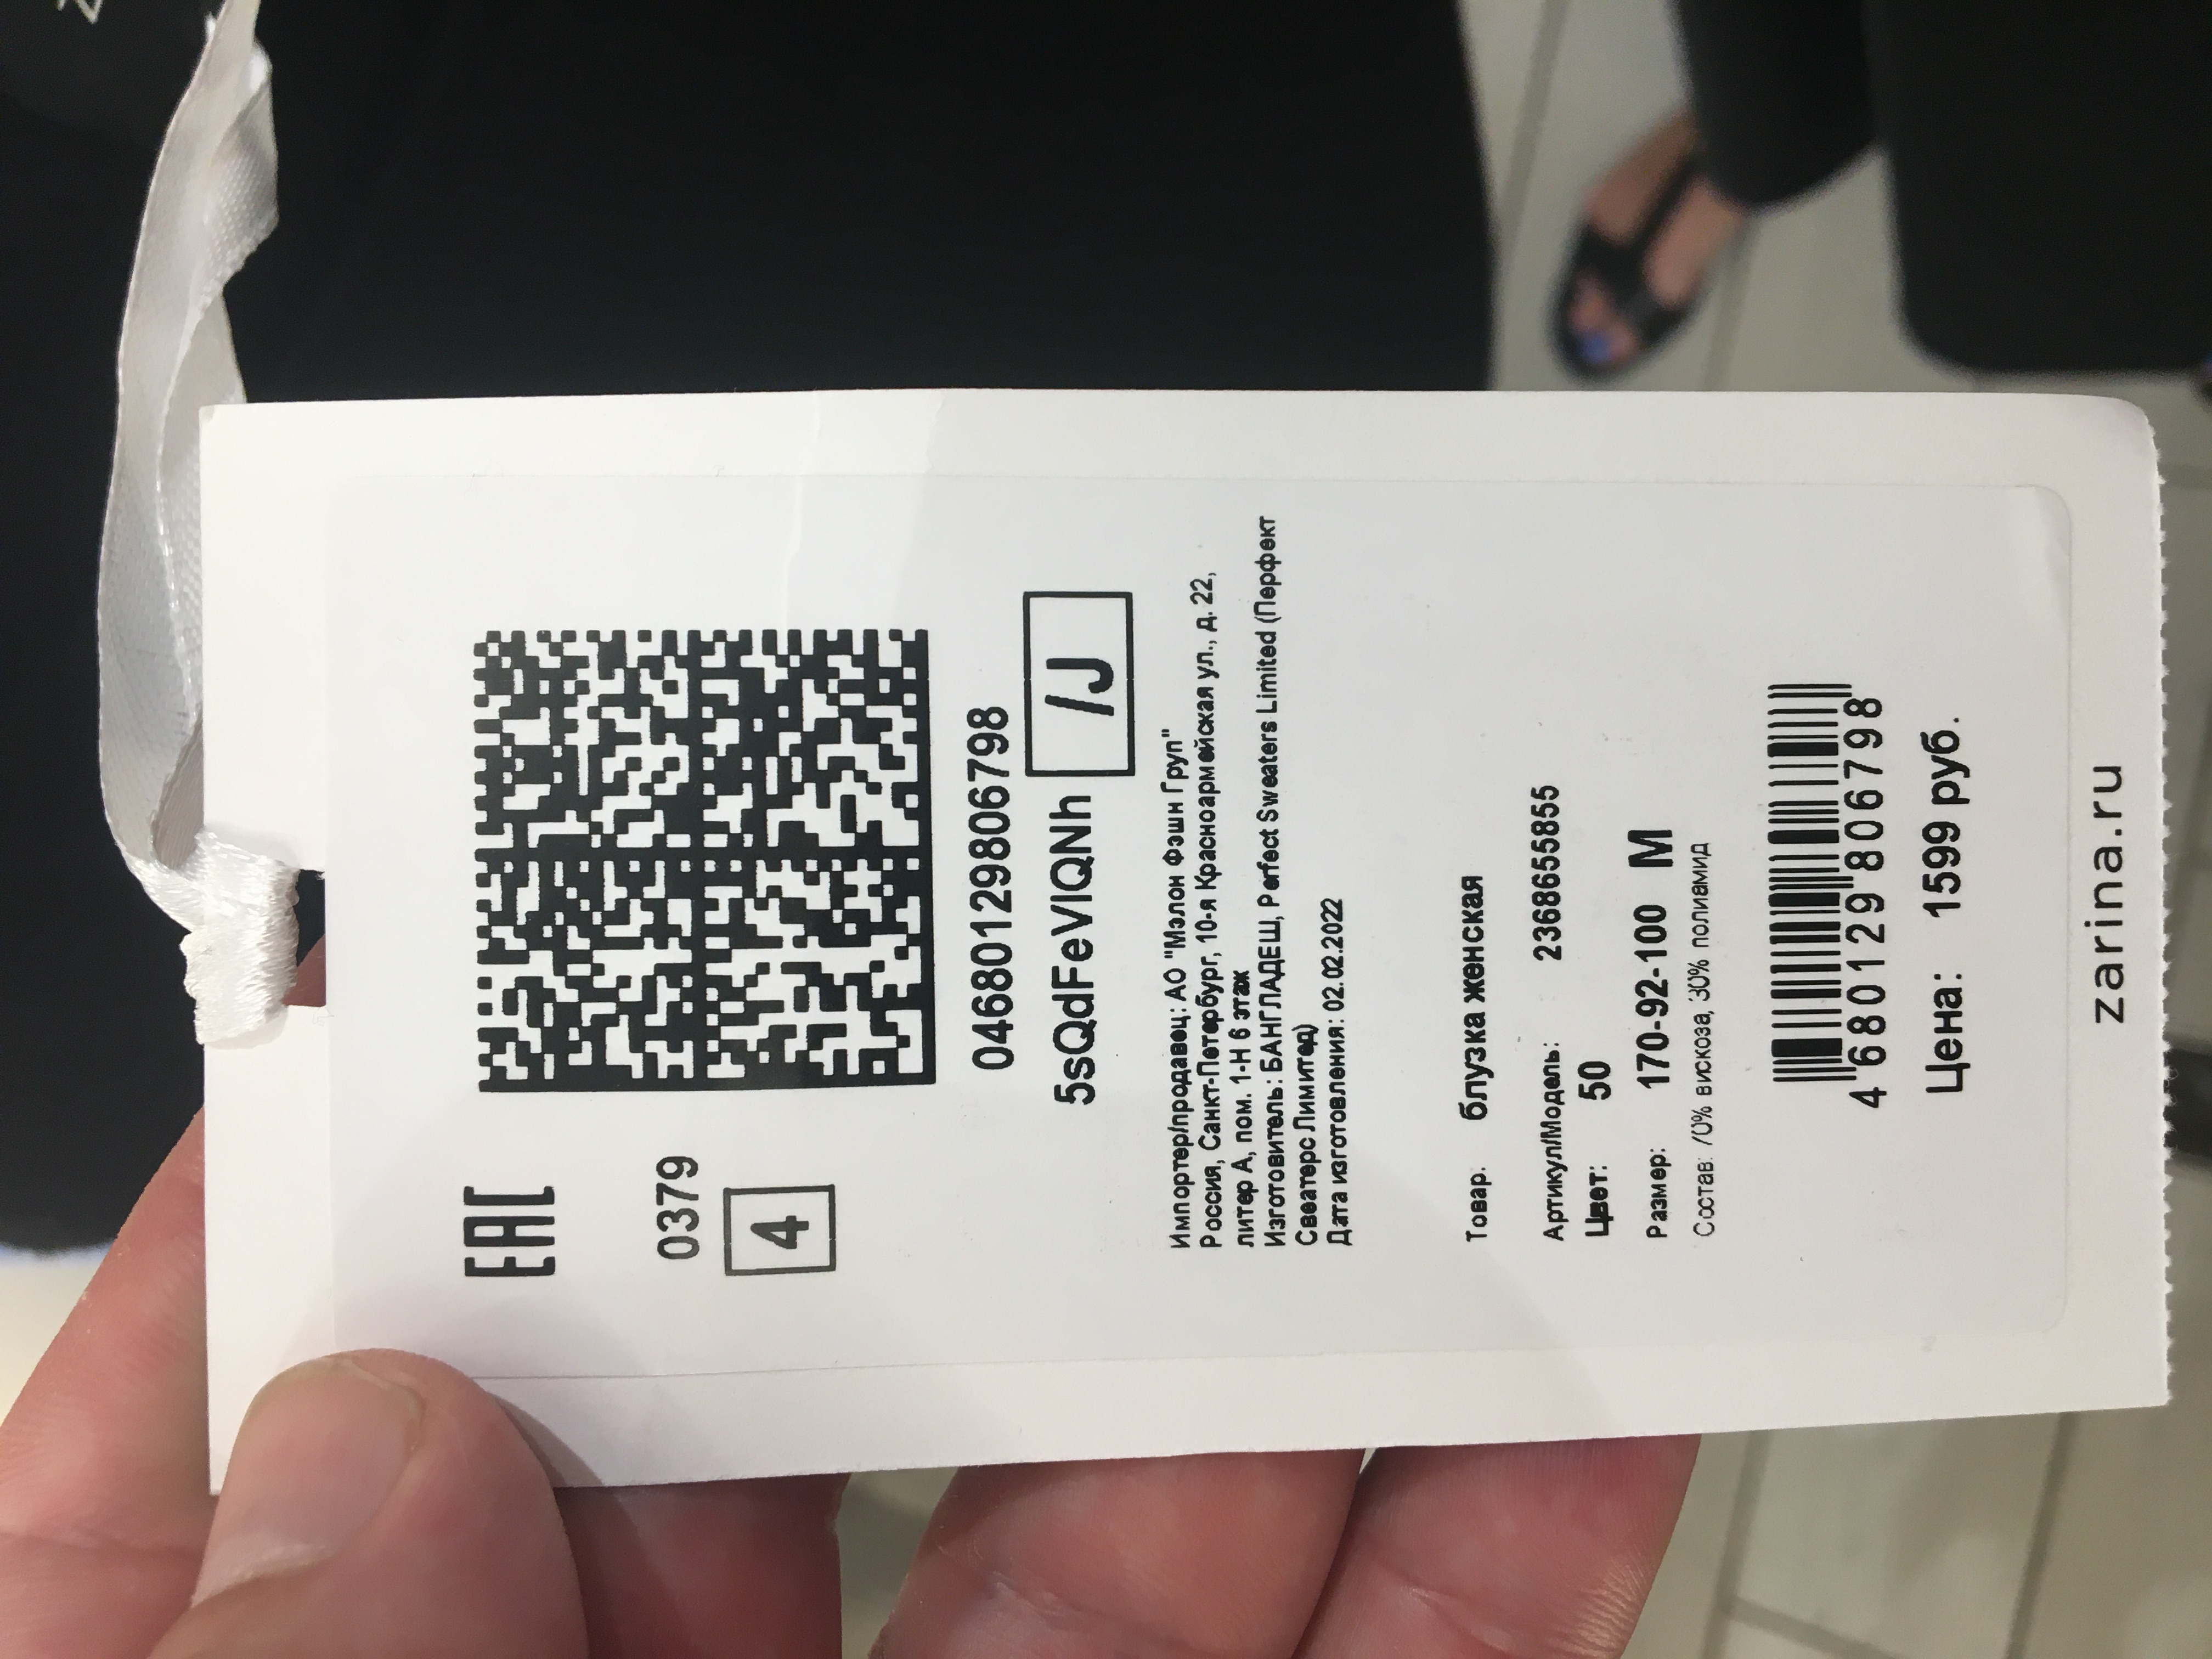 EAC
0379
4
04680129806798
5sQdFeVIQNh /J
Импортер/продавец: АО "Мэлон Фэшн Груп"
Россия, Санкт-Петербург, 10-я Красноармейская ул., д. 22,
литер А, пом. 1-Н 6 этаж
Изготовитель: БАНГЛАДЕШ, Perfect Sweaters Limited (Перфект
Свеатерс Лимитед)
Дата изготовления: 02.02.2022
Товар: блузка женская
Артикул/Модель: 2368655855
Цвет: 50
Размер: 170-92-100 M
Состав: 70% вискоза, 30% полиамид
4 680129 806798
Цена: 1599 руб.
zarina.ru